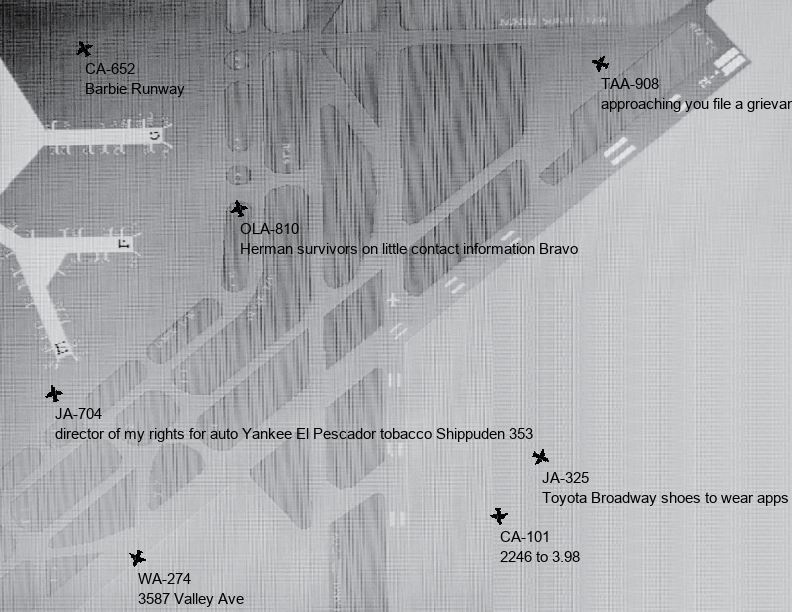 CA-652
Barbie Runway
TAA-908
approaching you file a grievar
OLA-810
Herman survivors on little contact information Bravo
JA-704
director of my rights for auto Yankee El Pescador tobacco Shippuden 353
JA-325
Toyota Broadway shoes to wear apps
CA-101
2246 to 3.98
WA-274
3587 Valley Ave